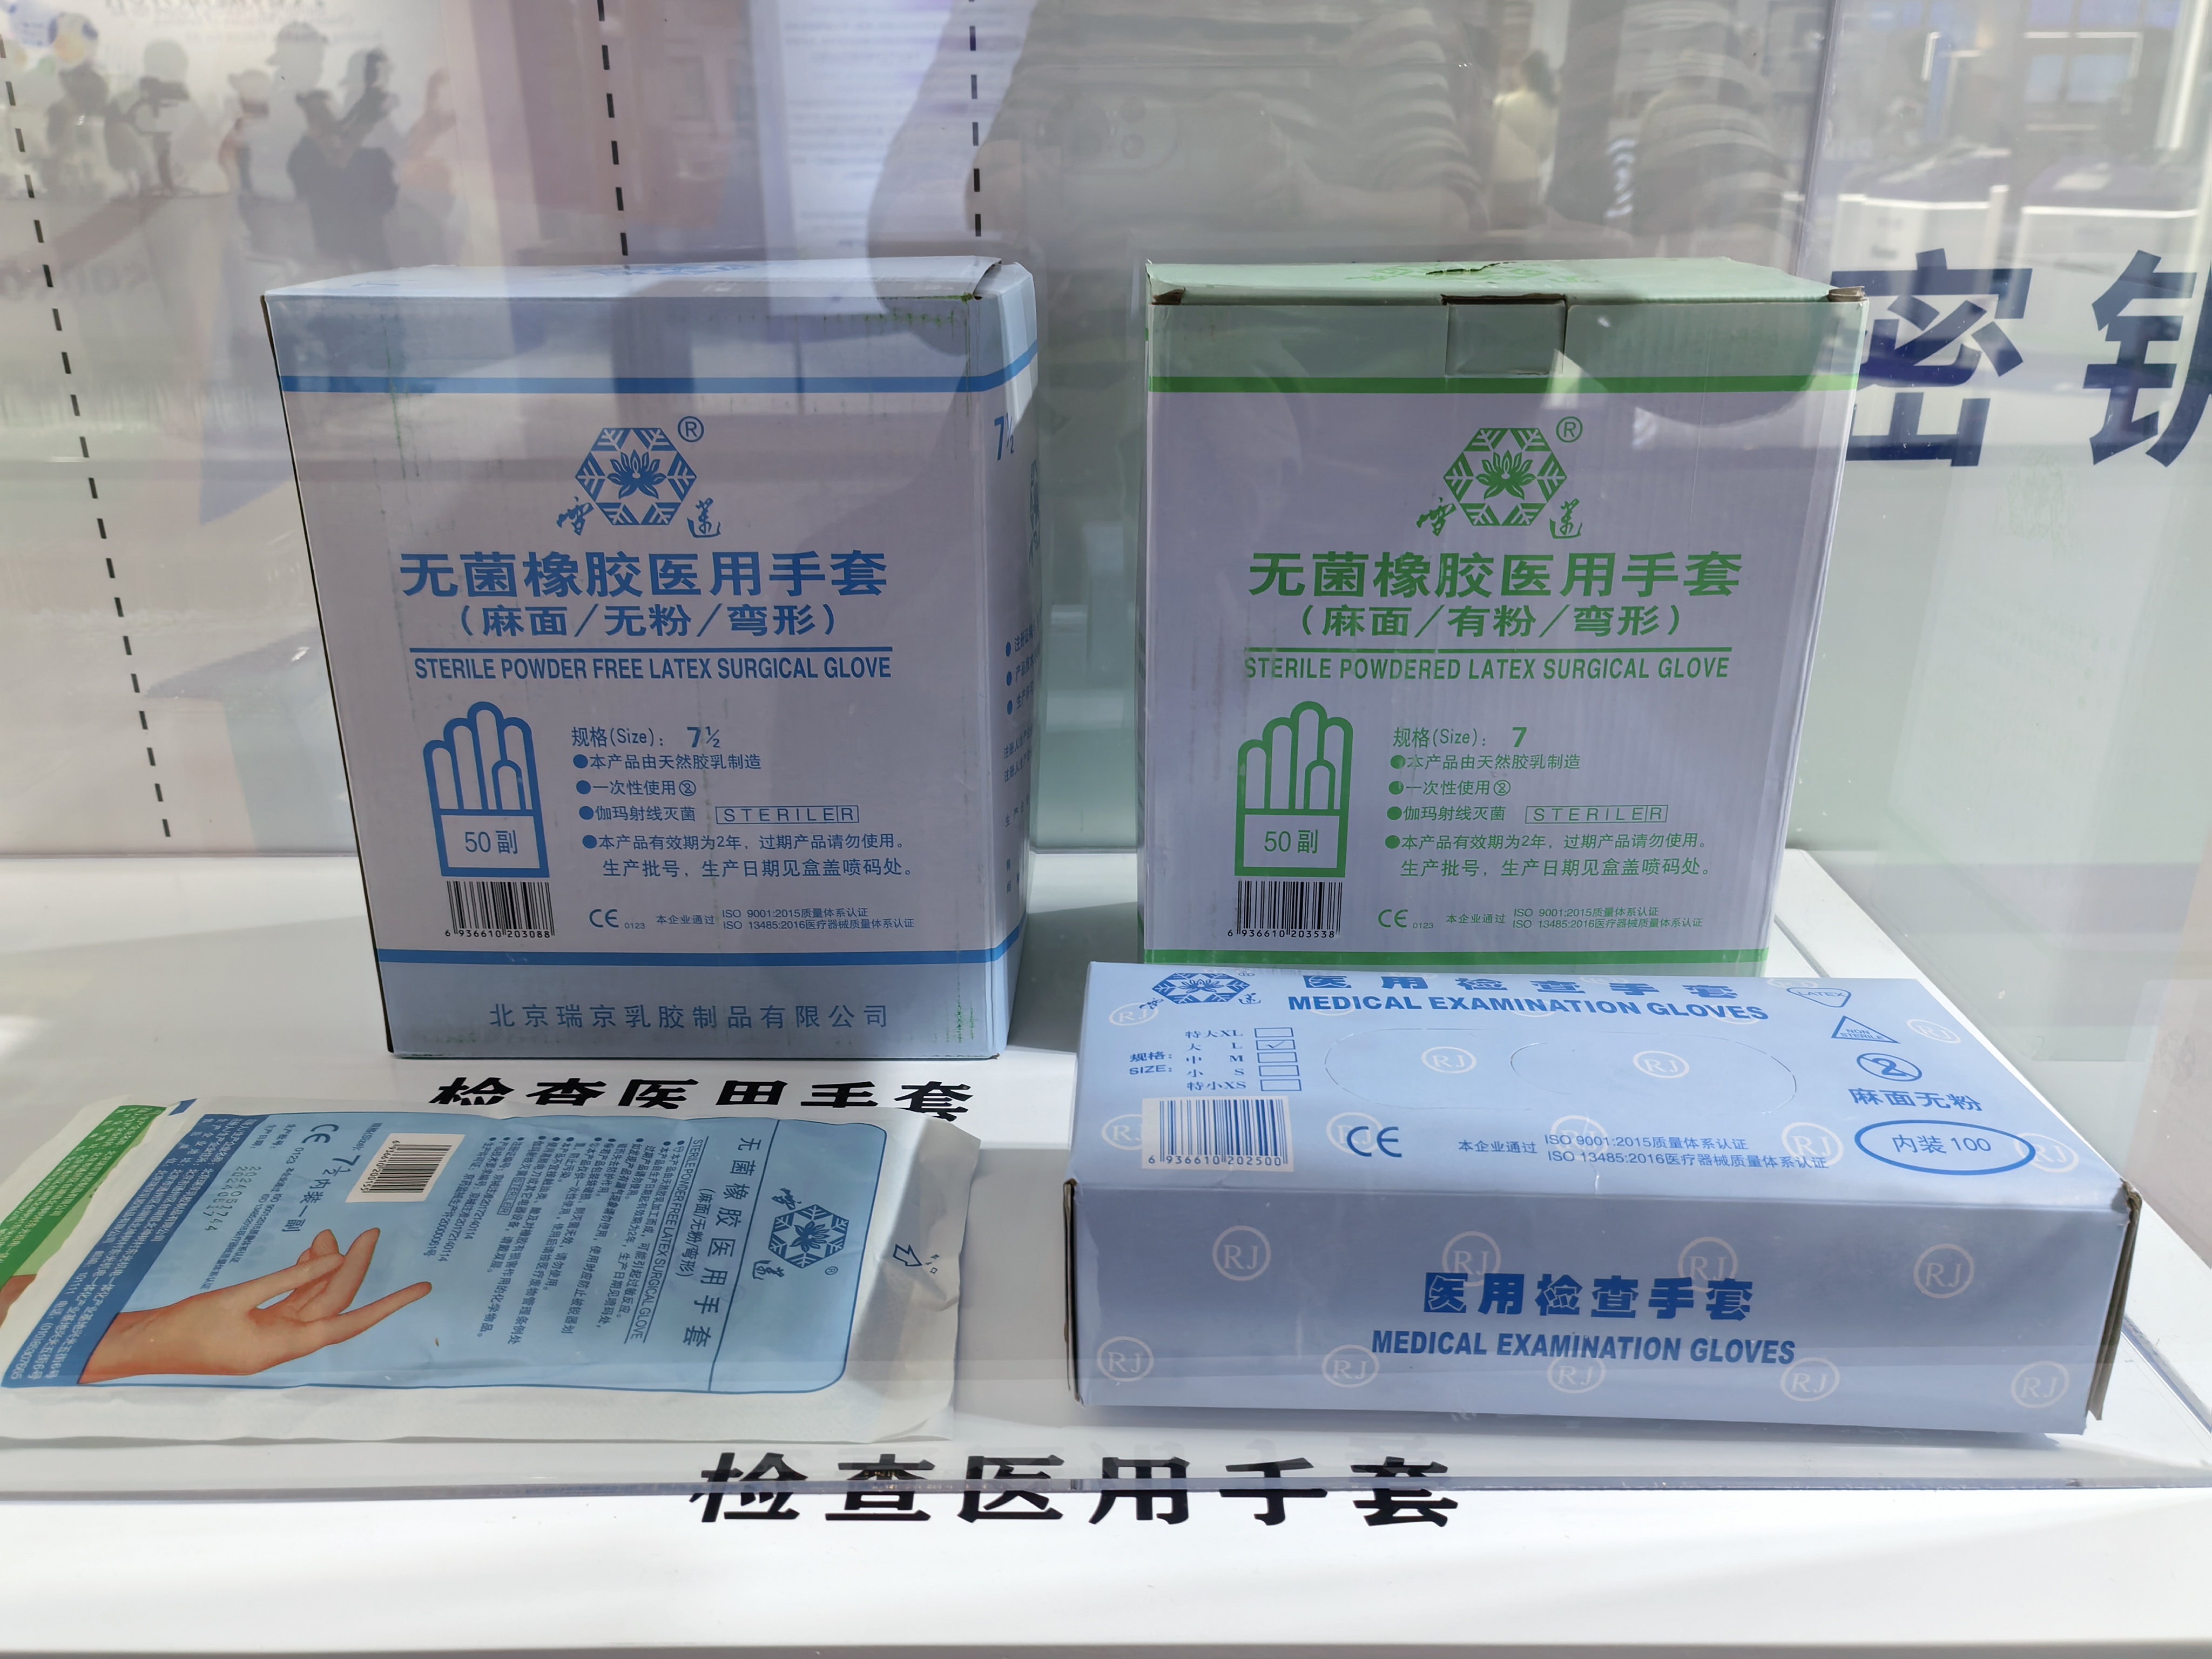 密钥
®
雪莲
无菌橡胶医用手套
（麻面/无粉/弯形）
STERILE POWDER FREE LATEX SURGICAL GLOVE
规格(Size)： 7½
●本产品由天然胶乳制造
●一次性使用
●伽玛射线灭菌 STERILE R
●本产品有效期为2年，过期产品请勿使用。
生产批号，生产日期见盒盖喷码处。
50副
6 936610 203088
CE 0123 本企业通过 ISO 9001:2015质量体系认证
ISO 13485:2016医疗器械质量体系认证
北京瑞京乳胶制品有限公司
7½
®
雪莲
无菌橡胶医用手套
（麻面/有粉/弯形）
STERILE POWDERED LATEX SURGICAL GLOVE
规格(Size)： 7
●本产品由天然胶乳制造
●一次性使用
●伽玛射线灭菌 STERILE R
●本产品有效期为2年，过期产品请勿使用。
生产批号，生产日期见盒盖喷码处。
50副
6 936610 203538
CE 0123 本企业通过 ISO 9001:2015质量体系认证
ISO 13485:2016医疗器械质量体系认证
医用检查手套
MEDICAL EXAMINATION GLOVES
LATEX
NON STERILE
规格：
SIZE：
特大XL
大 L
中 M
小 S
特小XS
麻面无粉
内装100
6 936610 202500
CE 本企业通过 ISO 9001:2015质量体系认证
ISO 13485:2016医疗器械质量体系认证
RJ
医用检查手套
MEDICAL EXAMINATION GLOVES
检查医用手套
雪莲
®
无菌橡胶医用手套
(麻面/无粉/弯形)
STERILE POWDER FREE LATEX SURGICAL GLOVE
7½ 内装一副
CE 0123
检查医用手套